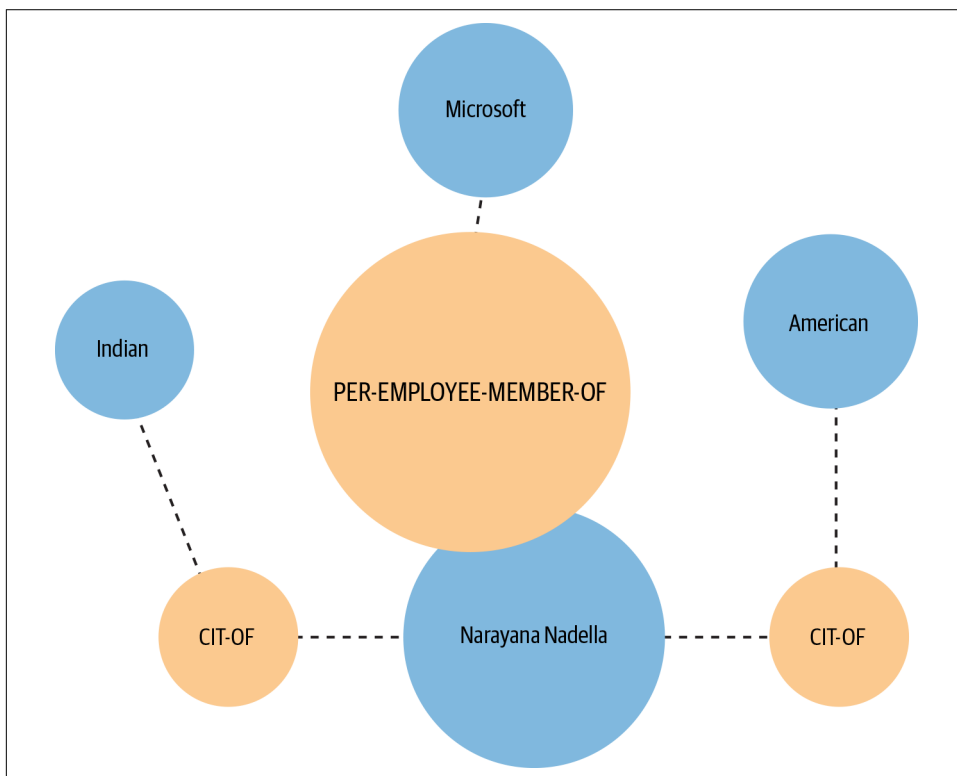 Microsoft
American
Indian
PER-EMPLOYEE-MEMBER-OF
CIT-OF
Narayana Nadella
CIT-OF